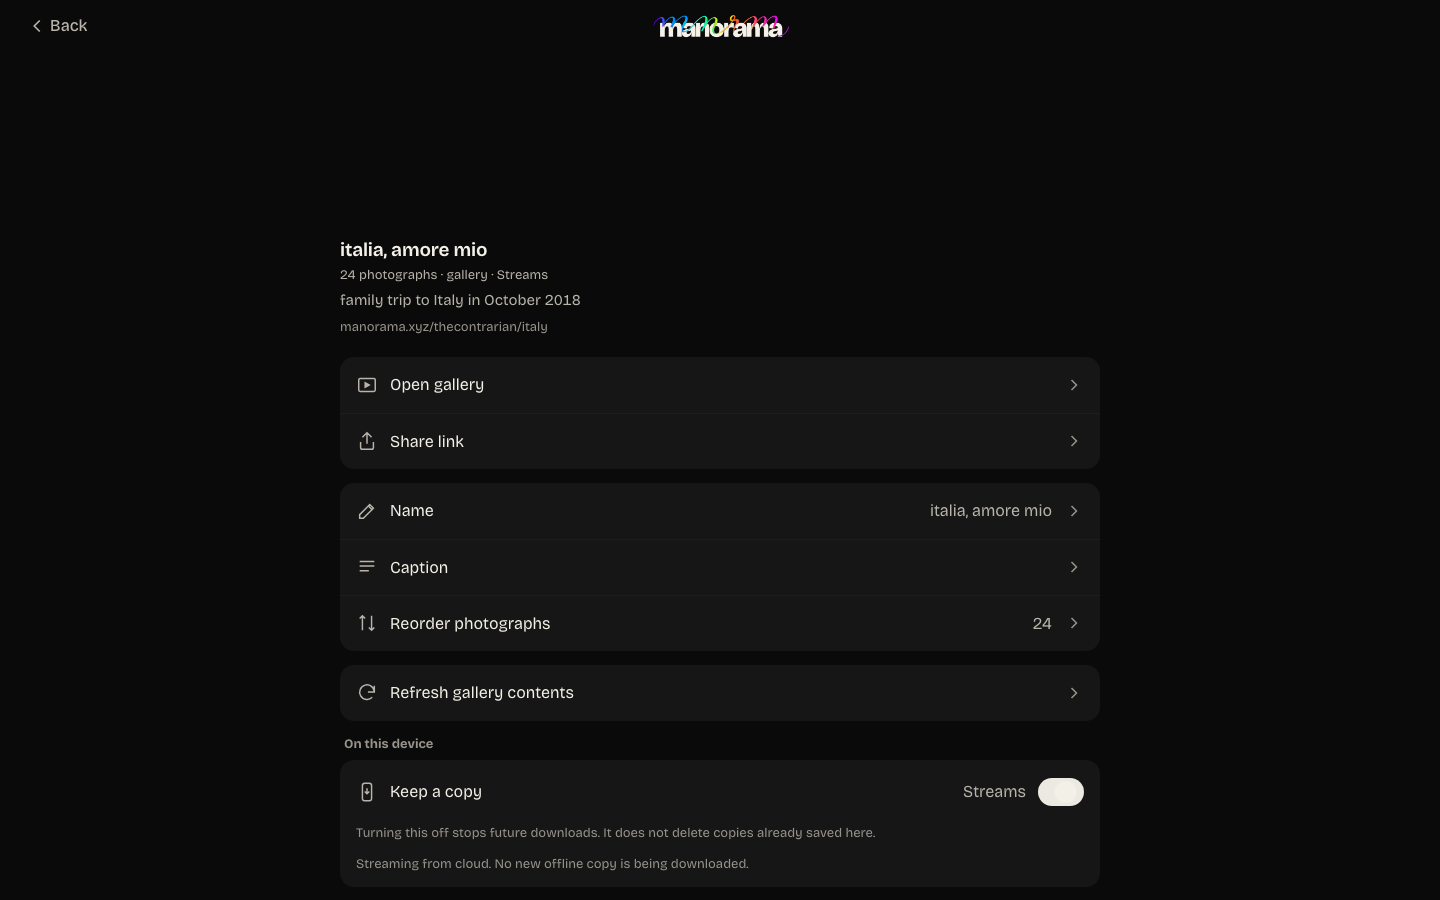 Back
manorama
italia, amore mio
24 photographs · gallery · Streams
family trip to Italy in October 2018
manorama.xyz/thecontrarian/italy
Open gallery
Share link
Name italia, amore mio
Caption
Reorder photographs 24
Refresh gallery contents
On this device
Keep a copy Streams
Turning this off stops future downloads. It does not delete copies already saved here.
Streaming from cloud. No new offline copy is being downloaded.